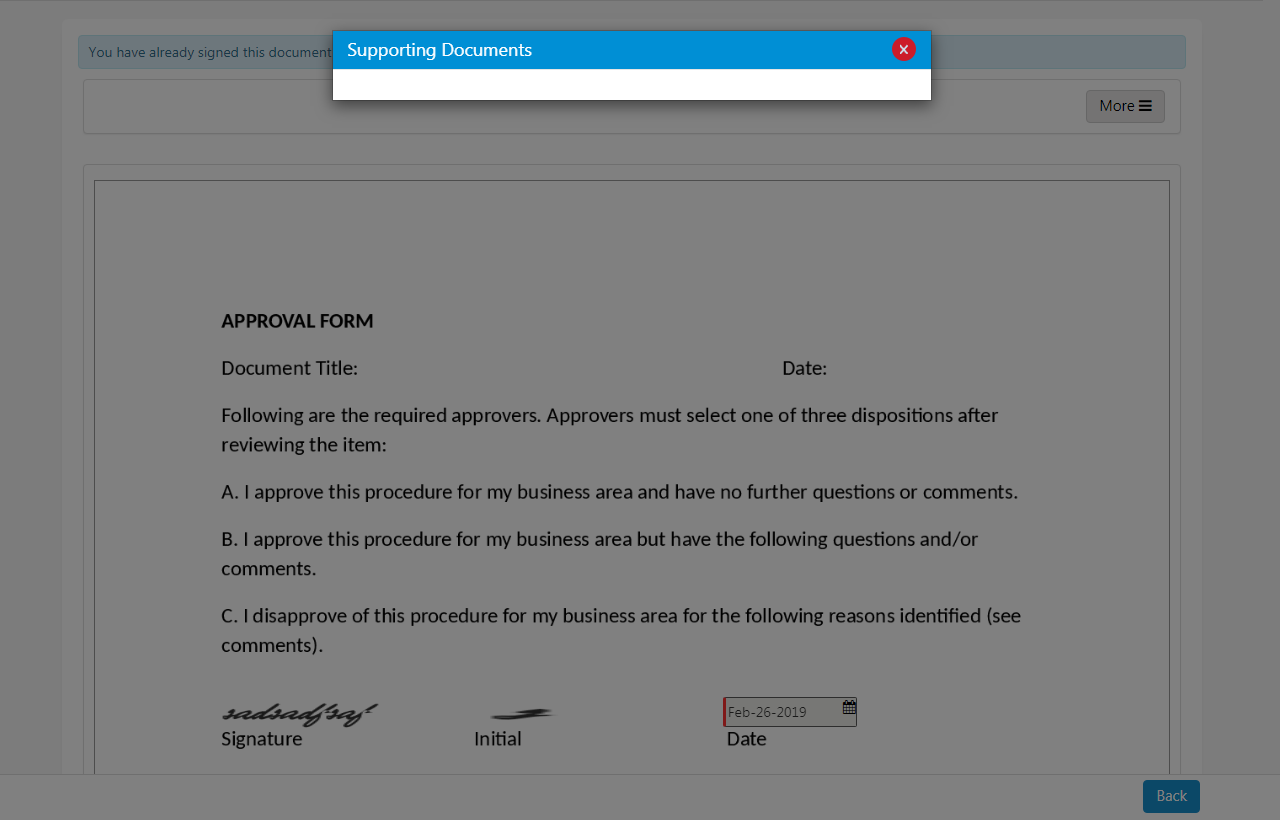 You have already signed this document
Supporting Documents
More
APPROVAL FORM
Document Title: Date:
Following are the required approvers. Approvers must select one of three dispositions after
reviewing the item:
A. I approve this procedure for my business area and have no further questions or comments.
B. I approve this procedure for my business area but have the following questions and/or
comments.
C. I disapprove of this procedure for my business area for the following reasons identified (see
comments).
Feb-26-2019
Signature Initial Date
Back